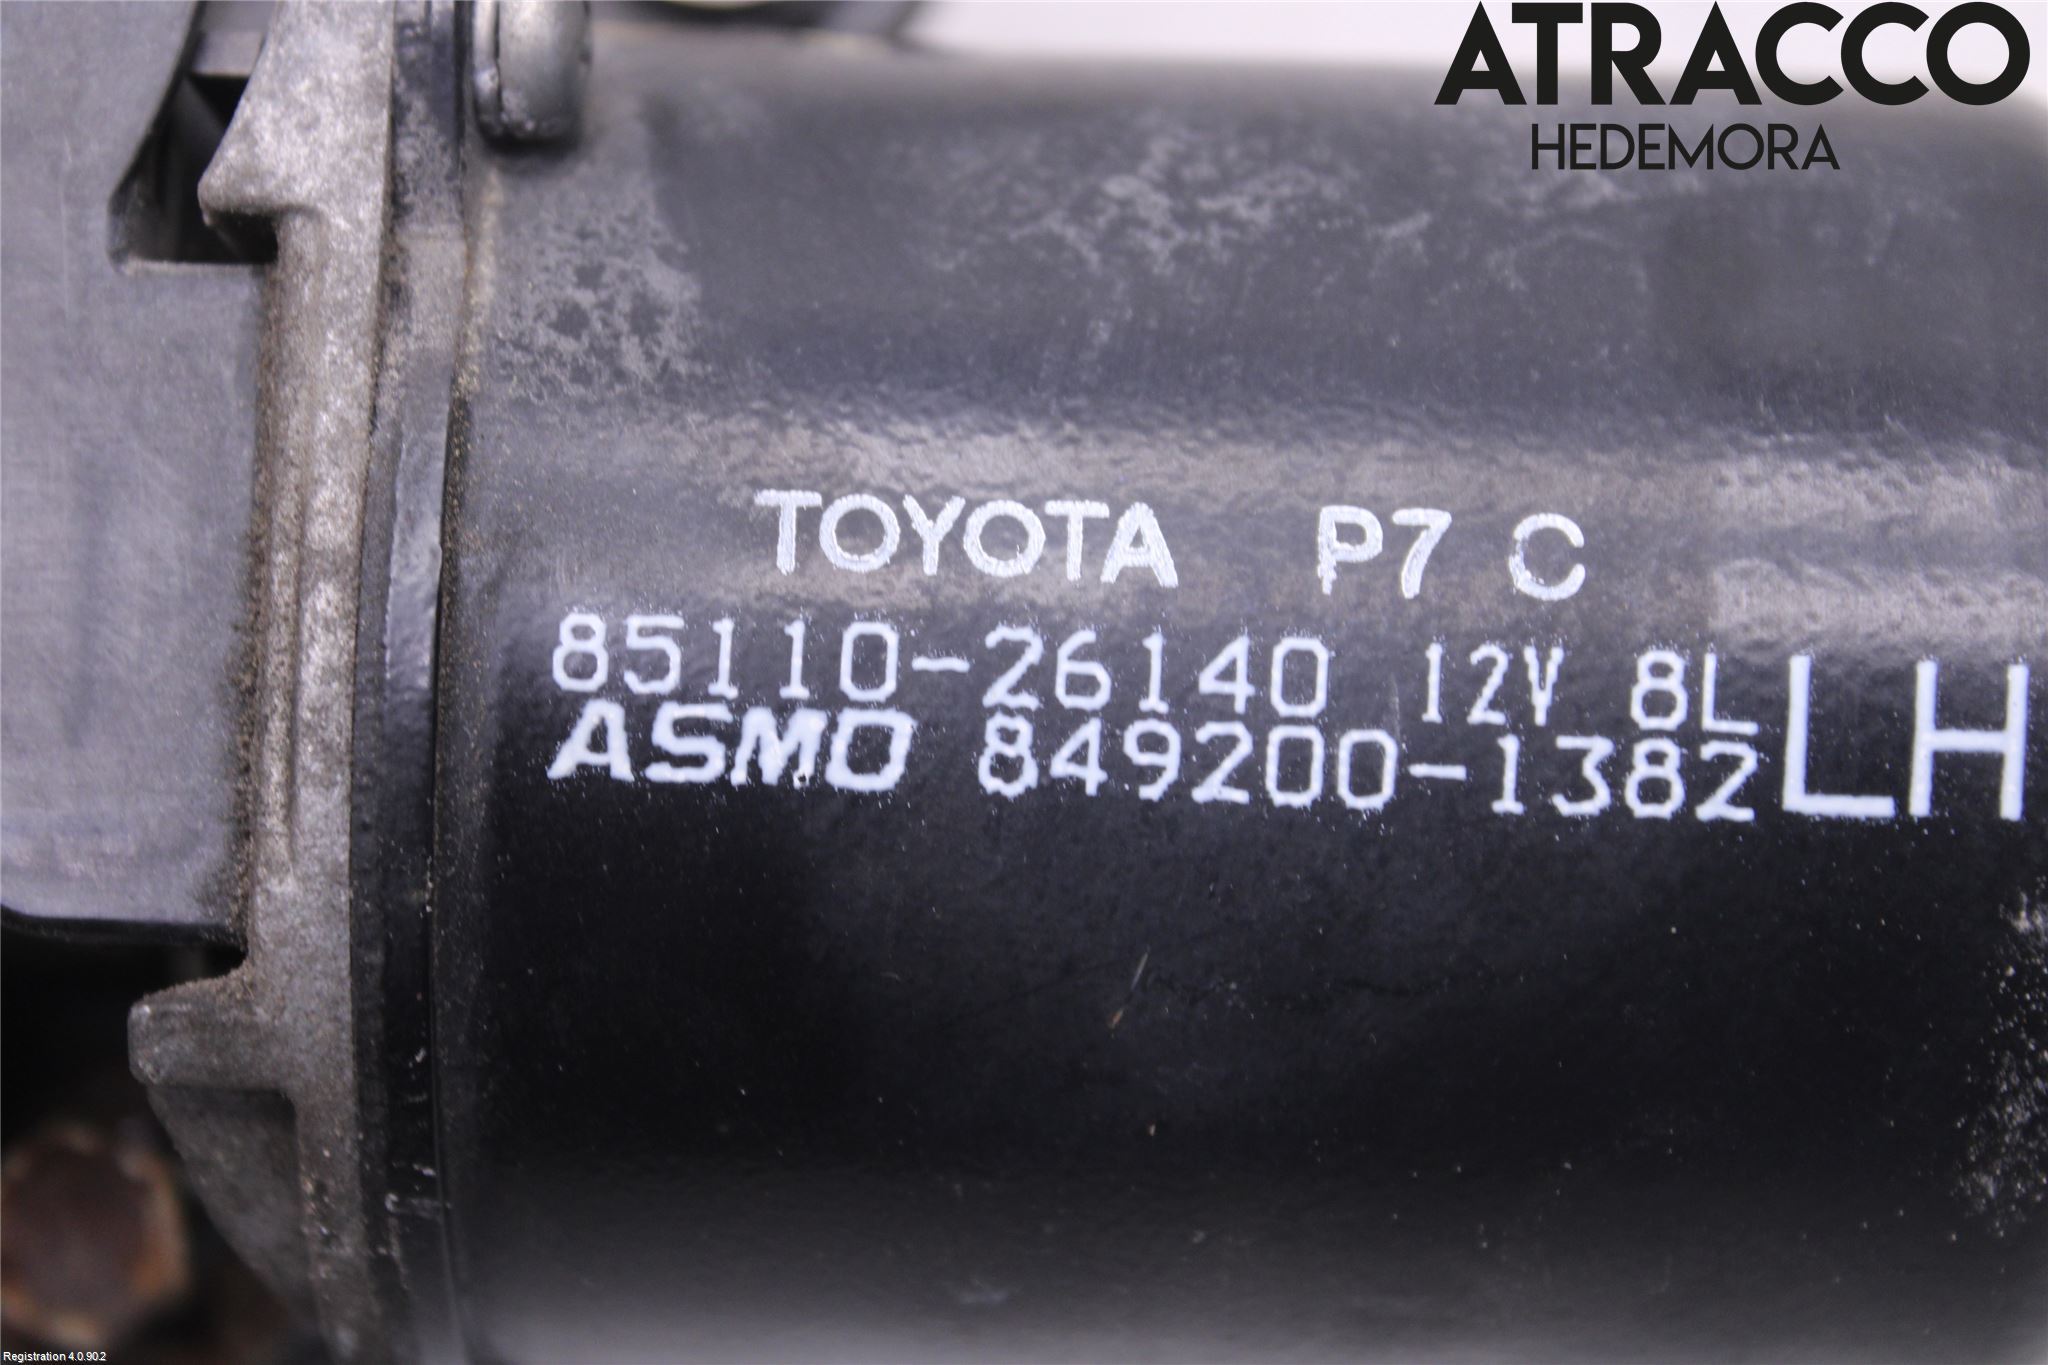 ATRACCO
HEDEMORA
TOYOTA P7 C
85110-26140 12V 8L LH
ASMO 849200-1382
Registration 4.0.90.2